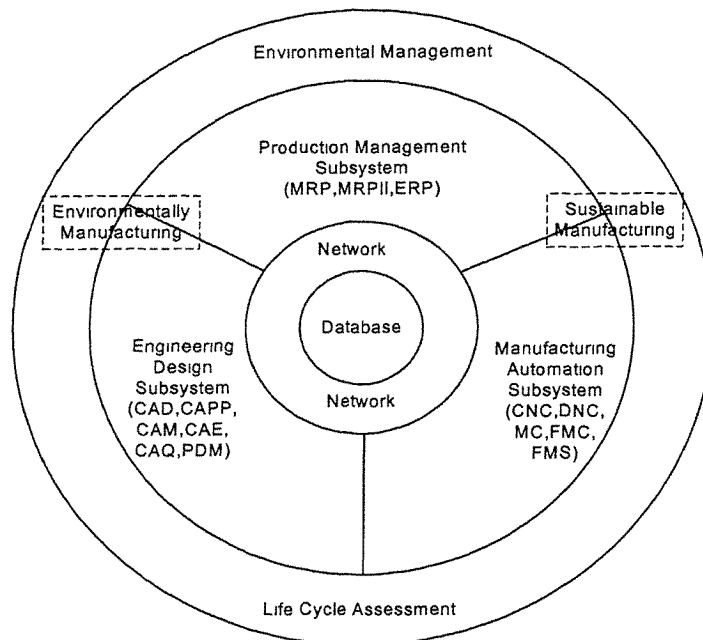 Environmental Management
Production Management
Subsystem
(MRP,MRPII,ERP)
Environmentally
Manufacturing
Sustainable
Manufacturing
Network
Database
Engineering
Design
Subsystem
(CAD,CAPP,
CAM,CAE,
CAQ,PDM)
Manufacturing
Automation
Subsystem
(CNC,DNC,
MC,FMC,
FMS)
Network
Life Cycle Assessment